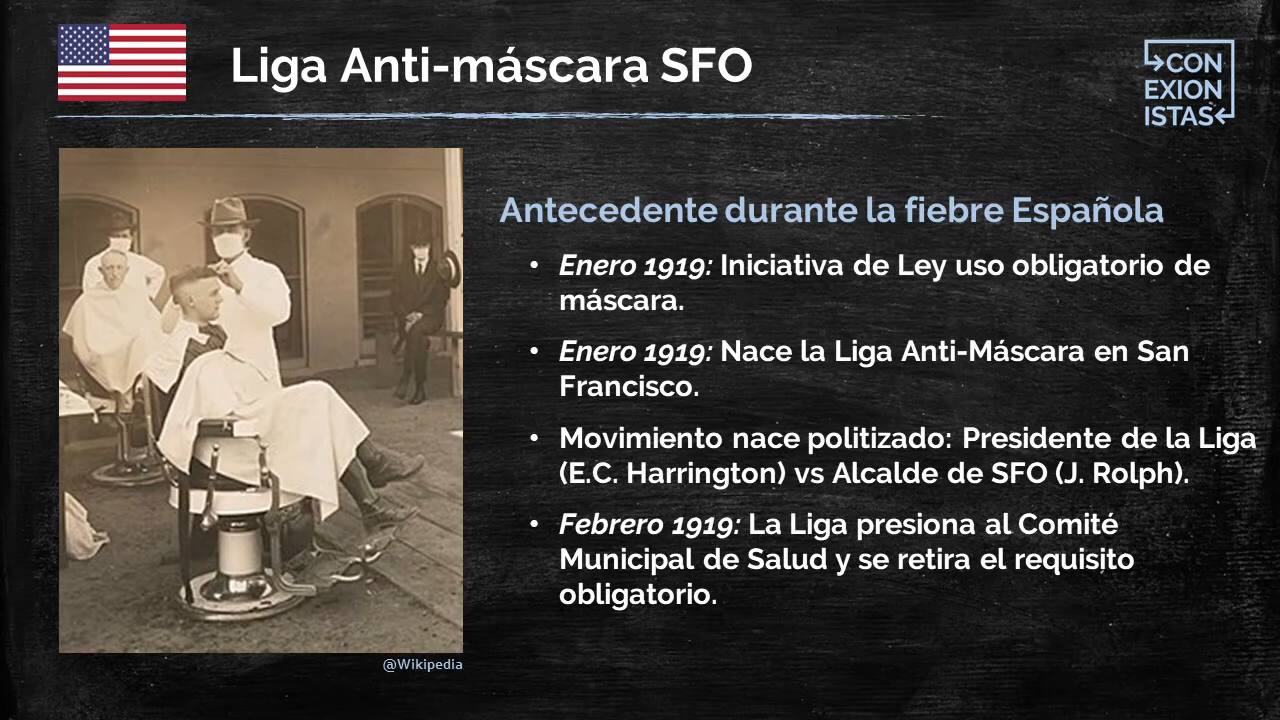 Liga Anti-máscara SFO
CON
EXION
ISTAS
Antecedente durante la fiebre Española
• Enero 1919: Iniciativa de Ley uso obligatorio de
máscara.
• Enero 1919: Nace la Liga Anti-Máscara en San
Francisco.
• Movimiento nace politizado: Presidente de la Liga
(E.C. Harrington) vs Alcalde de SFO (J. Rolph).
• Febrero 1919: La Liga presiona al Comité
Municipal de Salud y se retira el requisito
obligatorio.
@Wikipedia